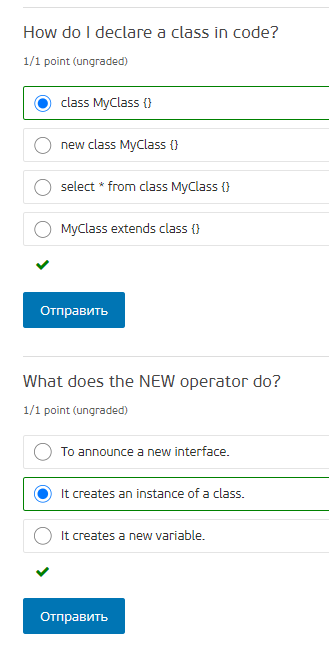 How do I declare a class in code?
1/1 point (ungraded)
class MyClass {}
new class MyClass {}
select * from class MyClass {}
MyClass extends class {}
Отправить
What does the NEW operator do?
1/1 point (ungraded)
To announce a new interface.
It creates an instance of a class.
It creates a new variable.
Отправить